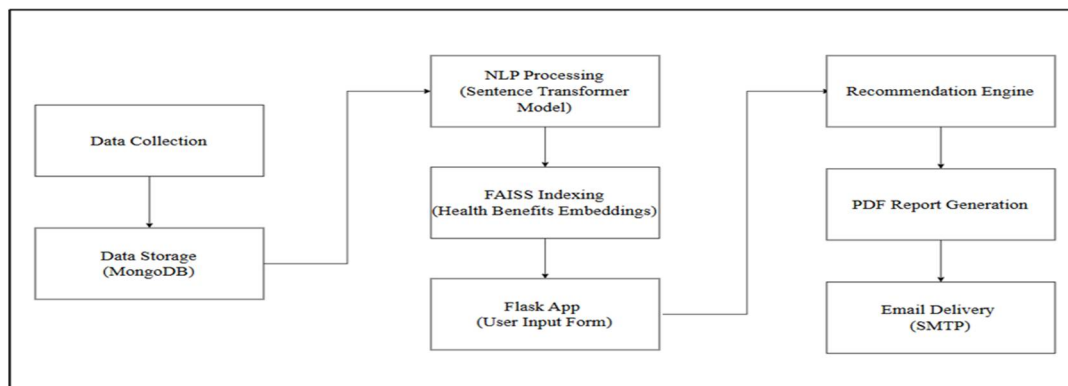 Data Collection
Data Storage
(MongoDB)
NLP Processing
(Sentence Transformer
Model)
FAISS Indexing
(Health Benefits Embeddings)
Flask App
(User Input Form)
Recommendation Engine
PDF Report Generation
Email Delivery
(SMTP)